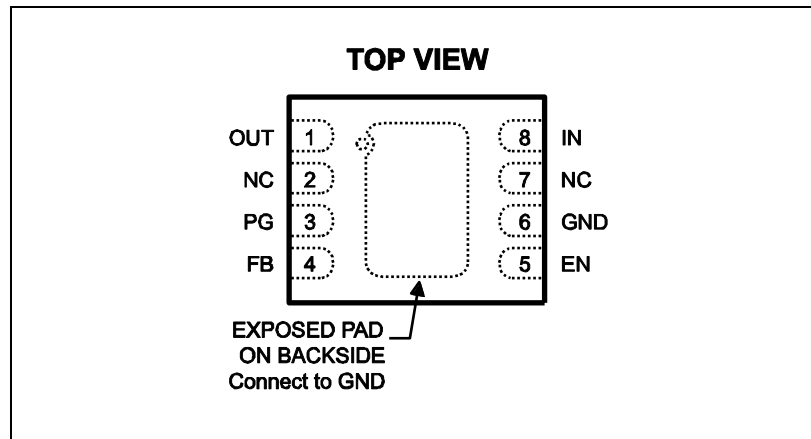 TOP VIEW
OUT 1 8 IN
NC 2 7 NC
PG 3 6 GND
FB 4 5 EN
EXPOSED PAD
ON BACKSIDE
Connect to GND